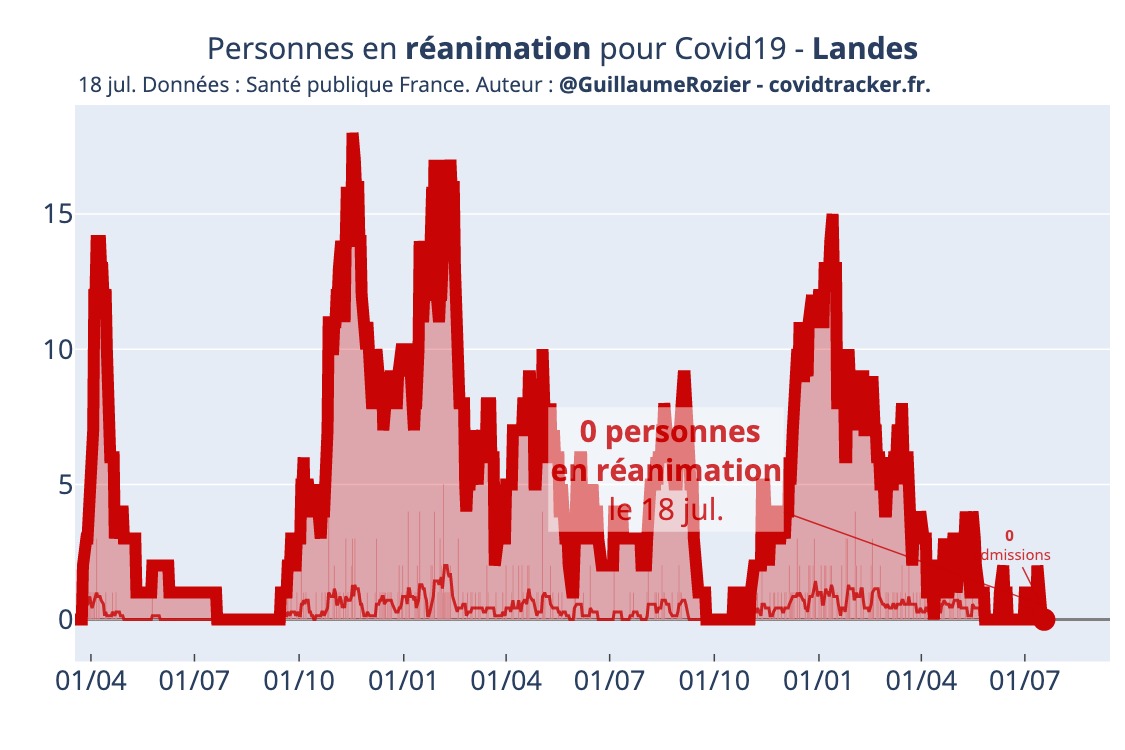 Personnes en réanimation pour Covid19 - Landes
18 jul. Données : Santé publique France. Auteur : @GuillaumeRozier - covidtracker.fr.
15
10
5
0
0 personnes
en réanimation
le 18 jul.
0
dmissions
01/04 01/07 01/10 01/01 01/04 01/07 01/10 01/01 01/04 01/07